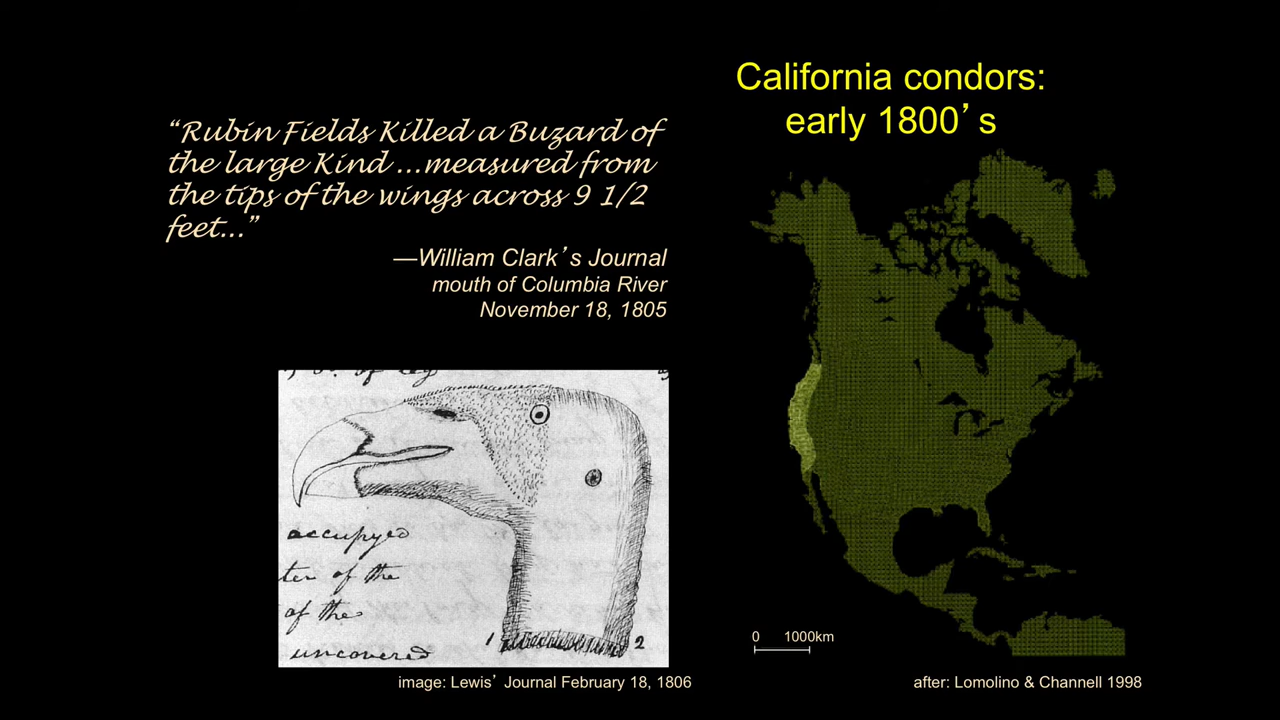 “Rubin Fields Killed a Buzard of
the large Kind ...measured from
the tips of the wings across 9 1/2
feet...”
—William Clark’s Journal
mouth of Columbia River
November 18, 1805
occupyed
of the
of the
uncovered
1
2
image: Lewis’ Journal February 18, 1806
California condors:
early 1800’s
0 1000km
after: Lomolino & Channell 1998